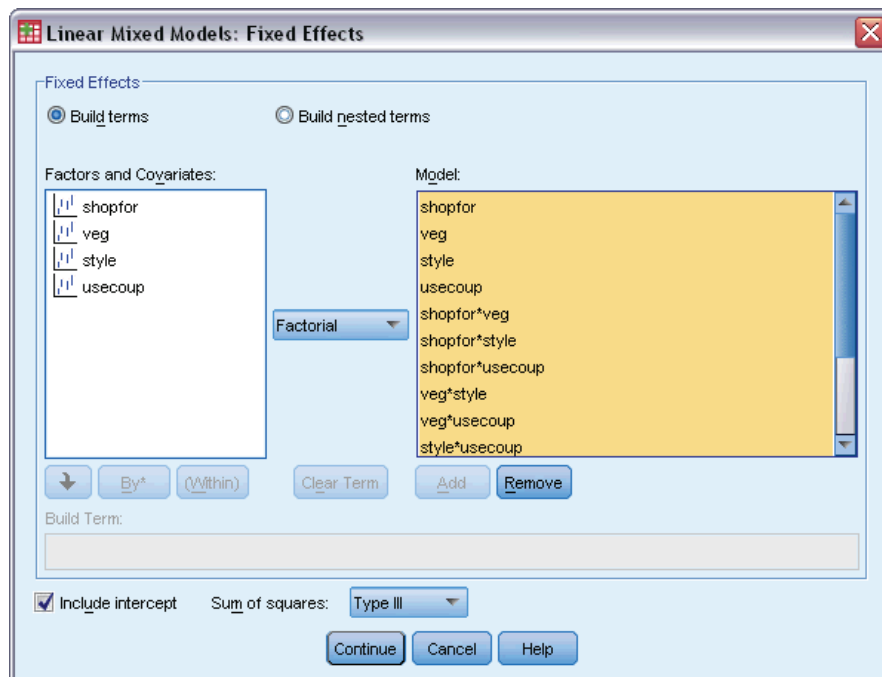 Linear Mixed Models: Fixed Effects
Fixed Effects
Build terms
Build nested terms
Factors and Covariates:
shopfor
veg
style
usecoup
Factorial
Model:
shopfor
veg
style
usecoup
shopfor*veg
shopfor*style
shopfor*usecoup
veg*style
veg*usecoup
style*usecoup
By*
(Within)
Clear Term
Add
Remove
Build Term:
Include intercept
Sum of squares:
Type III
Continue
Cancel
Help